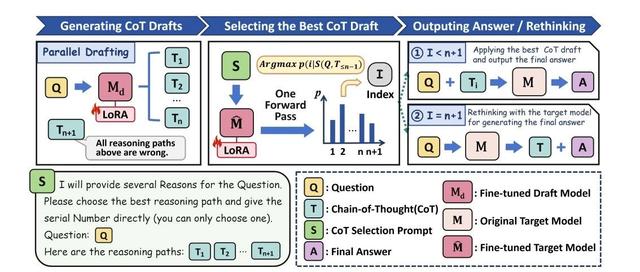 Generating CoT Drafts
Selecting the Best CoT Draft
Outputing Answer / Rethinking
Parallel Drafting
Q
M_d
LoRA
T_1
T_2
...
T_n
T_{n+1}
All reasoning paths
above are wrong.
S
M̂
LoRA
One
Forward
Pass
Argmax p(i|S(Q,T_{≤n-1})
I
Index
p
1 2 ... n n+1
① I < n+1
Applying the best CoT draft
and output the final answer
Q + T_i M A
② I = n+1
Rethinking with the target model
for generating the final answer
Q M T + A
S I will provide several Reasons for the Question.
Please choose the best reasoning path and give the
serial Number directly (you can only choose one).
Question: Q
Here are the reasoning paths: T_1 T_2 ... T_{n+1}
Q : Question
T : Chain-of-Thought(CoT)
S : CoT Selection Prompt
A : Final Answer
M_d : Fine-tuned Draft Model
M : Original Target Model
M̂ : Fine-tuned Target Model